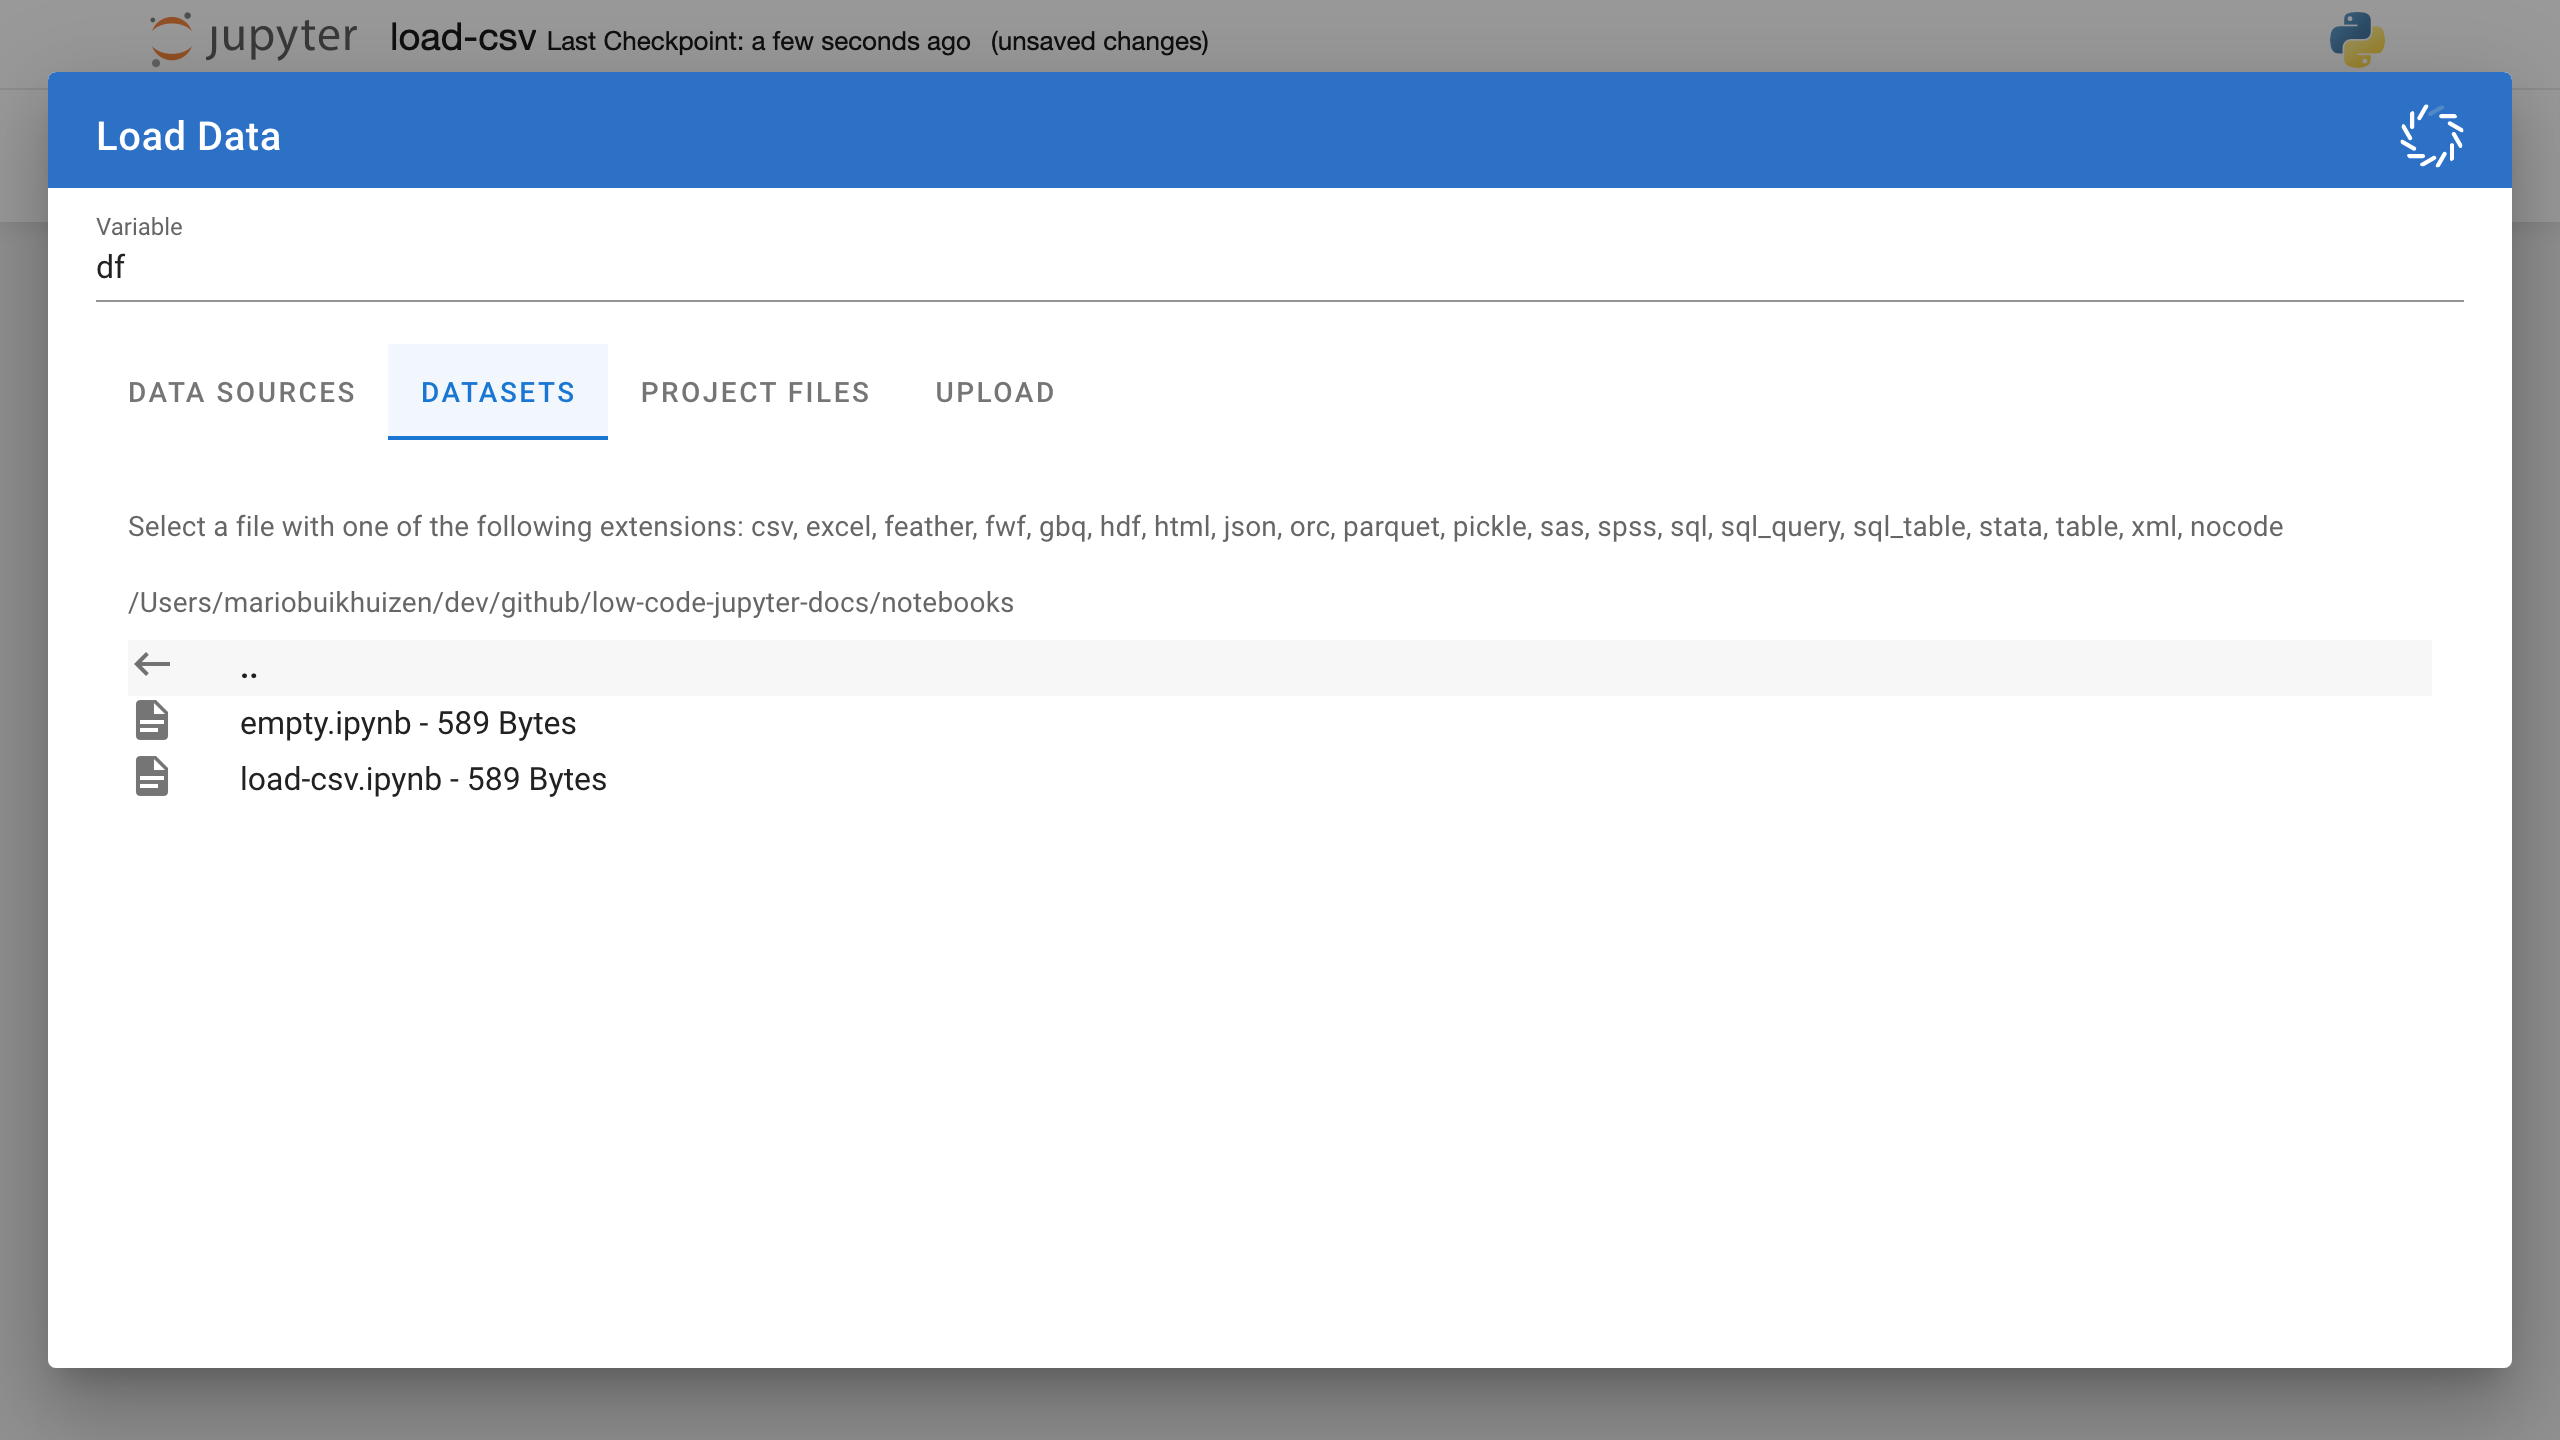 jupyter load-csv Last Checkpoint: a few seconds ago (unsaved changes)
Load Data
Variable
df
DATA SOURCES DATASETS PROJECT FILES UPLOAD
Select a file with one of the following extensions: csv, excel, feather, fwf, gbq, hdf, html, json, orc, parquet, pickle, sas, spss, sql, sql_query, sql_table, stata, table, xml, nocode
/Users/mariobuikhuizen/dev/github/low-code-jupyter-docs/notebooks
..
empty.ipynb - 589 Bytes
load-csv.ipynb - 589 Bytes